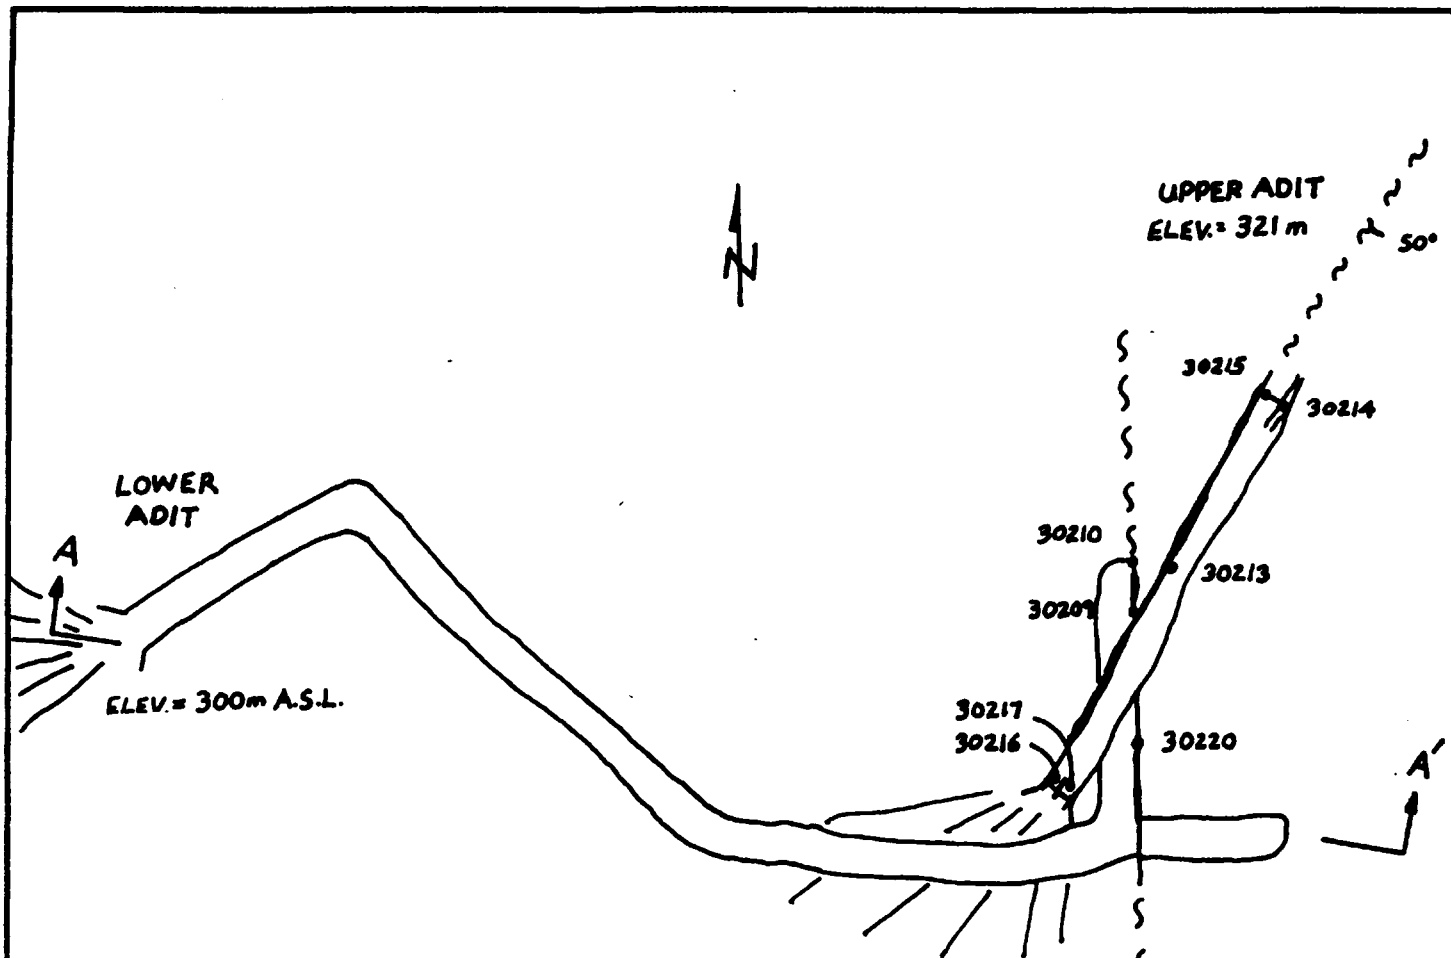 UPPER ADIT
ELEV.= 321 m
50°
N
30215
30214
LOWER
ADIT
30210
30213
A
30209
ELEV.= 300m A.S.L.
30217
30216
30220
A'